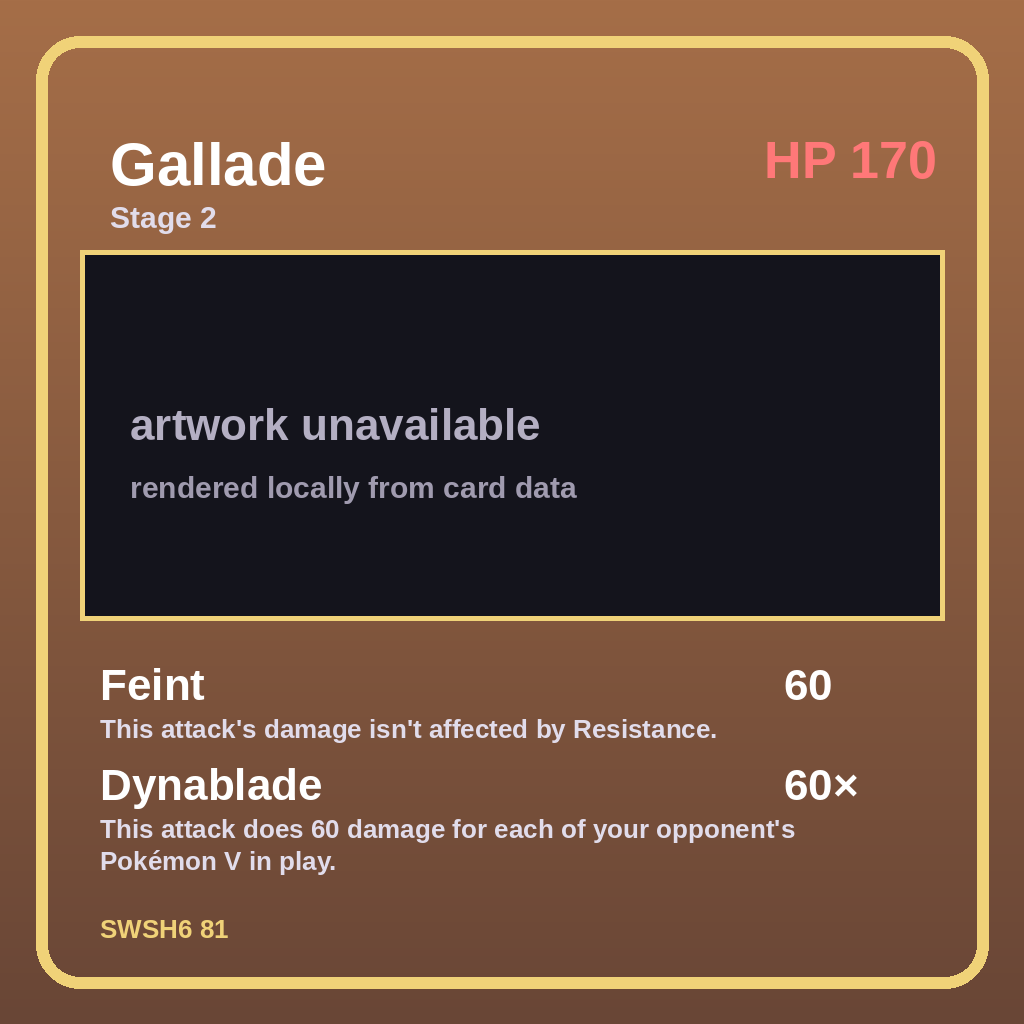 Gallade
HP 170
Stage 2
artwork unavailable
rendered locally from card data
Feint 60
This attack's damage isn't affected by Resistance.
Dynablade 60×
This attack does 60 damage for each of your opponent's
Pokémon V in play.
SWSH6 81